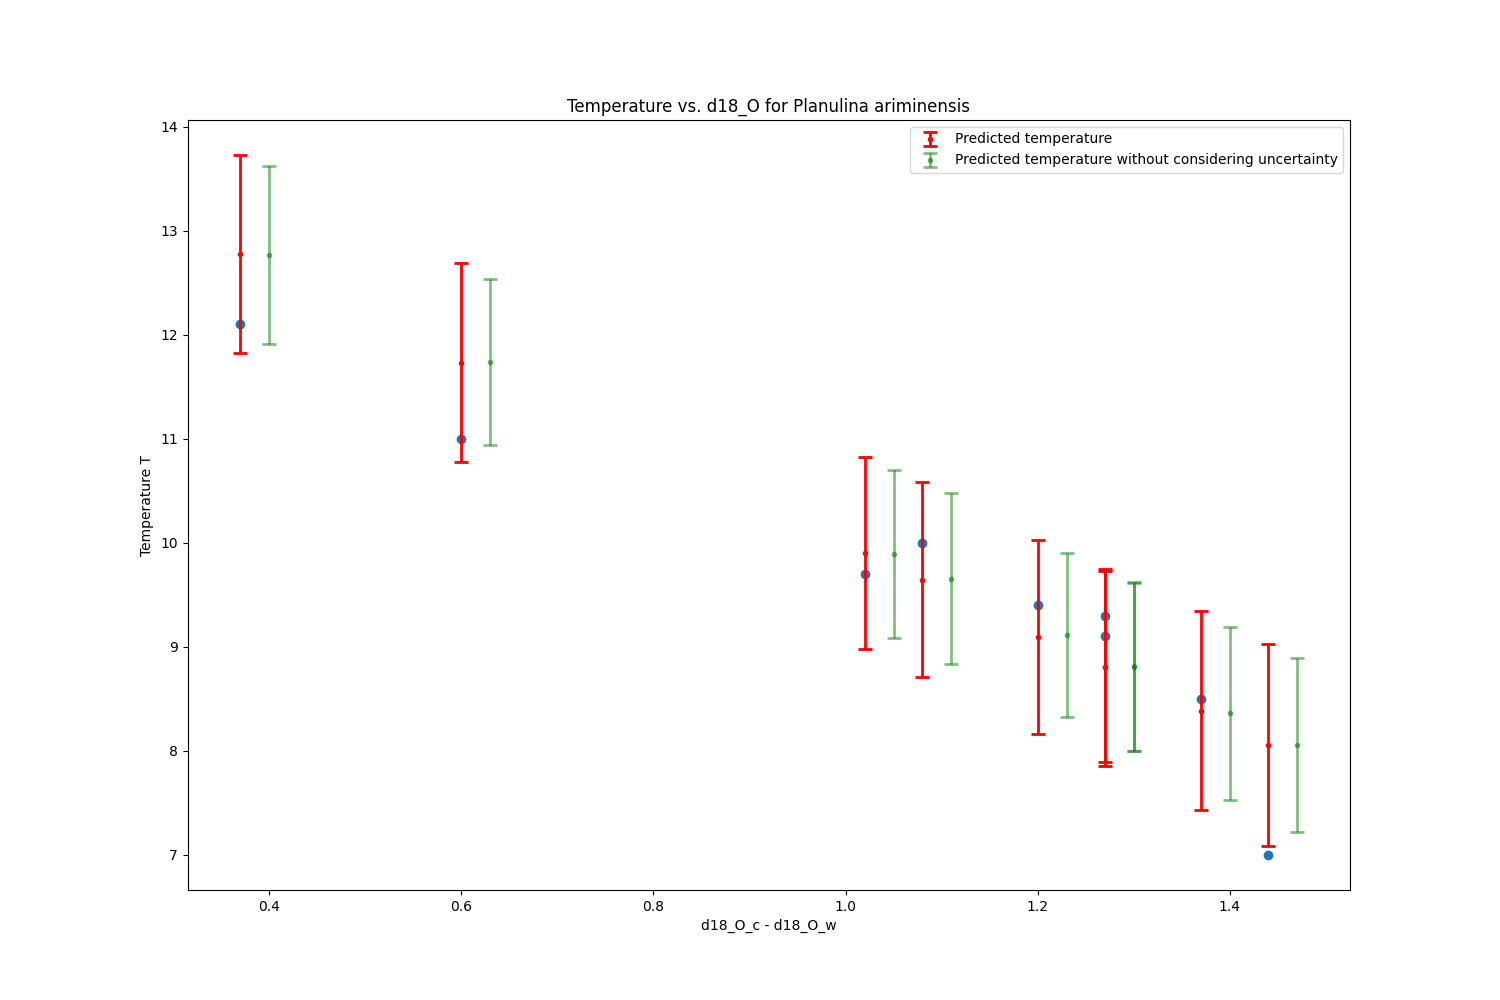 Temperature vs. d18_O for Planulina ariminensis
Predicted temperature
Predicted temperature without considering uncertainty
14
13
12
11
10
9
8
7
Temperature T
0.4
0.6
0.8
1.0
1.2
1.4
d18_O_c - d18_O_w